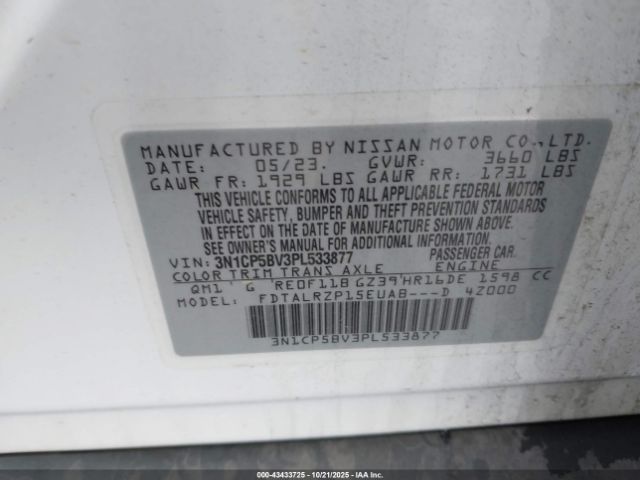 MANUFACTURED BY NISSAN MOTOR CO.,LTD.
DATE: 05/23. GVWR: 3660 LBS
GAWR FR: 1929 LBS GAWR RR: 1731 LBS
THIS VEHICLE CONFORMS TO ALL APPLICABLE FEDERAL MOTOR
VEHICLE SAFETY, BUMPER AND THEFT PREVENTION STANDARDS
IN EFFECT ON THE DATE OF MANUFACTURE SHOWN ABOVE.
SEE OWNER'S MANUAL FOR ADDITIONAL INFORMATION.
VIN: 3N1CP5BV3PL533877 PASSENGER CAR.
COLOR TRIM TRANS AXLE ENGINE
QM1 G RE0F11B GZ39 HR16DE 1598 CC
MODEL: FDTALRZP15EUAB---D 4Z000
3N1CP5BV3PL533877
000-43433725 - 10/21/2025 - IAA Inc.